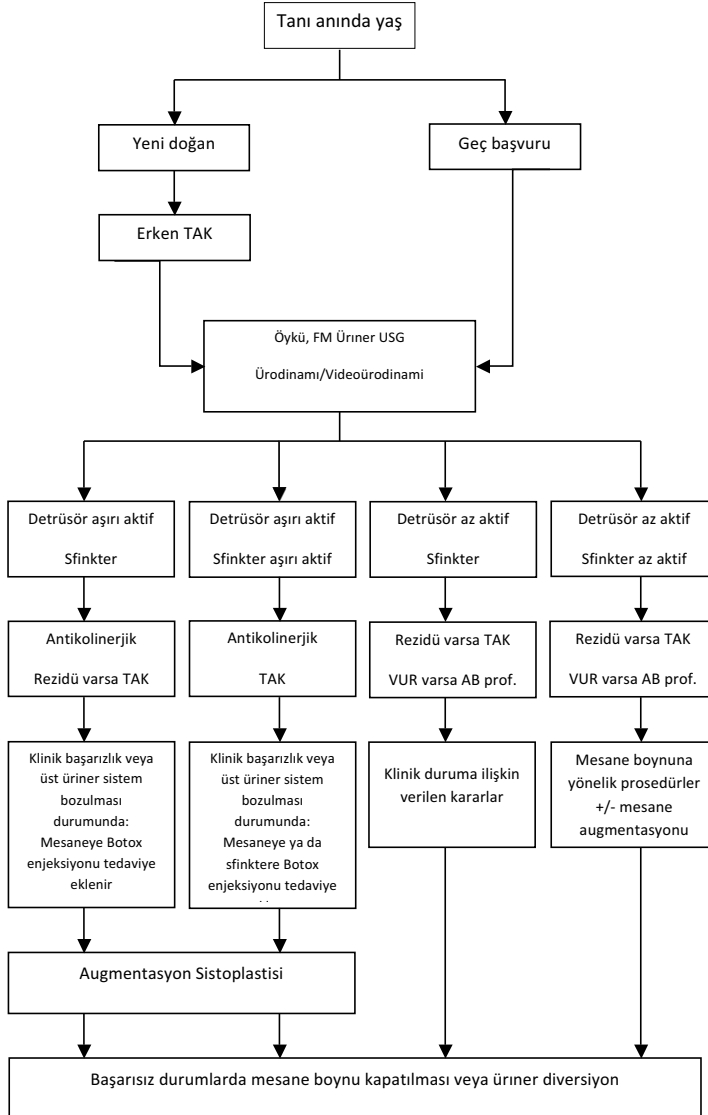 Tanı anında yaş
Yeni doğan
Geç başvuru
Erken TAK
Öykü, FM Ürıner USG
Ürodinamı/Videoürodinami
Detrüsör aşırı aktif
Sfinkter
Detrüsör aşırı aktif
Sfinkter aşırı aktif
Detrüsör az aktif
Sfinkter
Detrüsör az aktif
Sfinkter az aktif
Antikolinerjik
Rezidü varsa TAK
Antikolinerjik
TAK
Rezidü varsa TAK
VUR varsa AB prof.
Rezidü varsa TAK
VUR varsa AB prof.
Klinik başarızlık veya
üst üriner sistem
bozulması
durumunda:
Mesaneye Botox
enjeksiyonu tedaviye
eklenir
Klinik başarızlık veya
üst üriner sistem
bozulması
durumunda:
Mesaneye ya da
sfinktere Botox
enjeksiyonu tedaviye
Klinik duruma ilişkin
verilen kararlar
Mesane boynuna
yönelik prosedürler
+/- mesane
augmentasyonu
Augmentasyon Sistoplastisi
Başarısız durumlarda mesane boynu kapatılması veya ürıner diversiyon